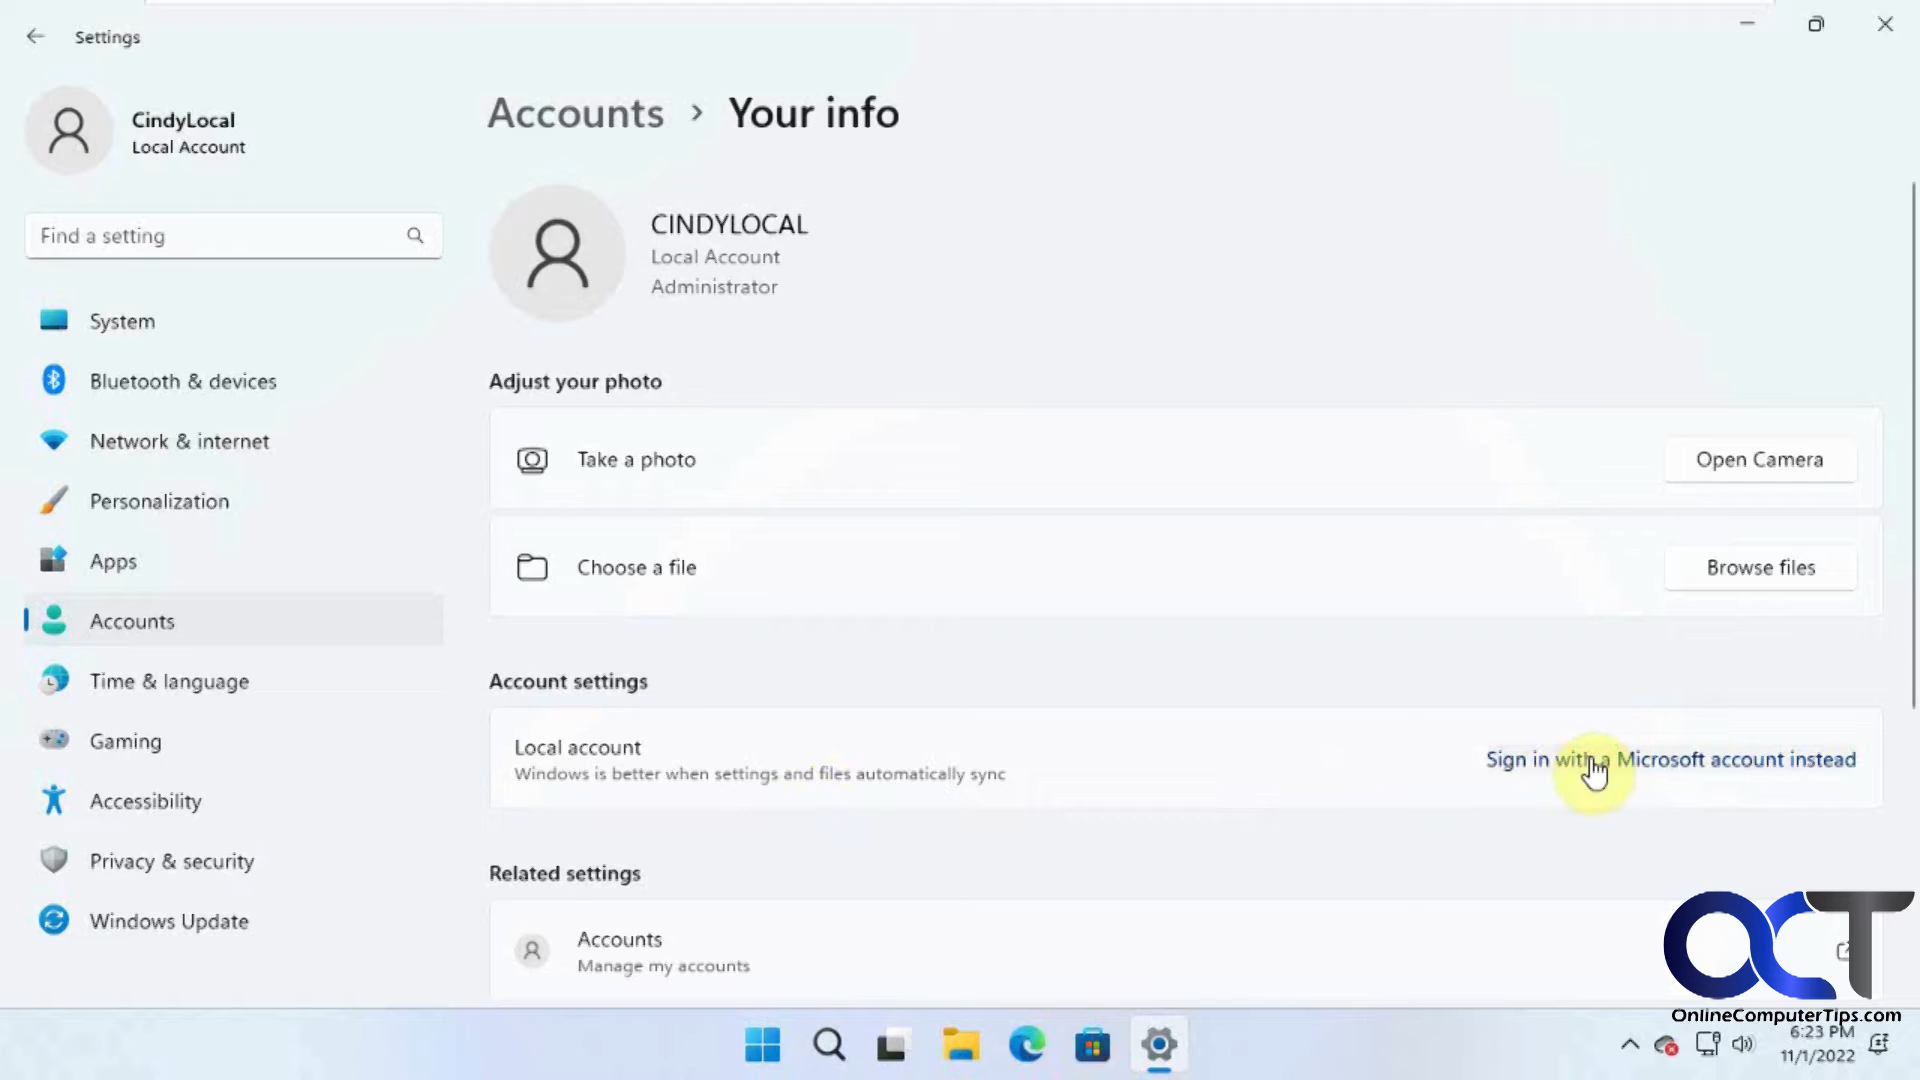 Settings
CindyLocal
Local Account
Find a setting
System
Bluetooth & devices
Network & internet
Personalization
Apps
Accounts
Time & language
Gaming
Accessibility
Privacy & security
Windows Update
Accounts > Your info
CINDYLOCAL
Local Account
Administrator
Adjust your photo
Take a photo
Open Camera
Choose a file
Browse files
Account settings
Local account
Windows is better when settings and files automatically sync
Sign in with a Microsoft account instead
Related settings
Accounts
Manage my accounts
OCT
OnlineComputerTips.com
6:23 PM
11/1/2022